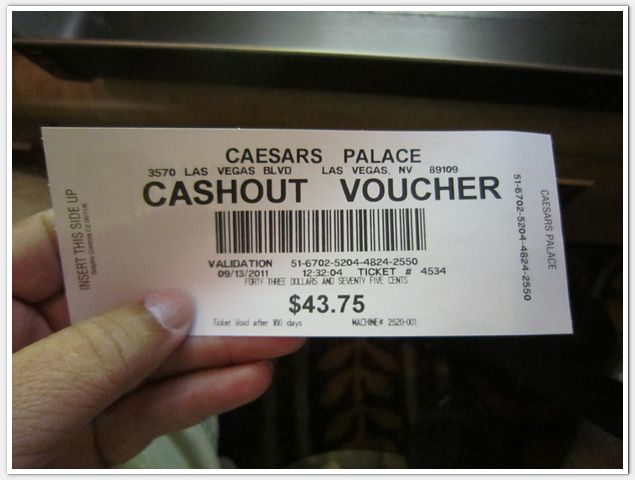 CAESARS PALACE
3570 LAS VEGAS BLVD LAS VEGAS, NV 89109
CASHOUT VOUCHER
VALIDATION 51-6702-5204-4824-2550
09/13/2011 12:32:04 TICKET # 4534
FORTY THREE DOLLARS AND SEVENTY FIVE CENTS
$43.75
Ticket Void after 180 days MACHINE# 2520-001
INSERT THIS SIDE UP
51-6702-5204-4824-2550
CAESARS PALACE